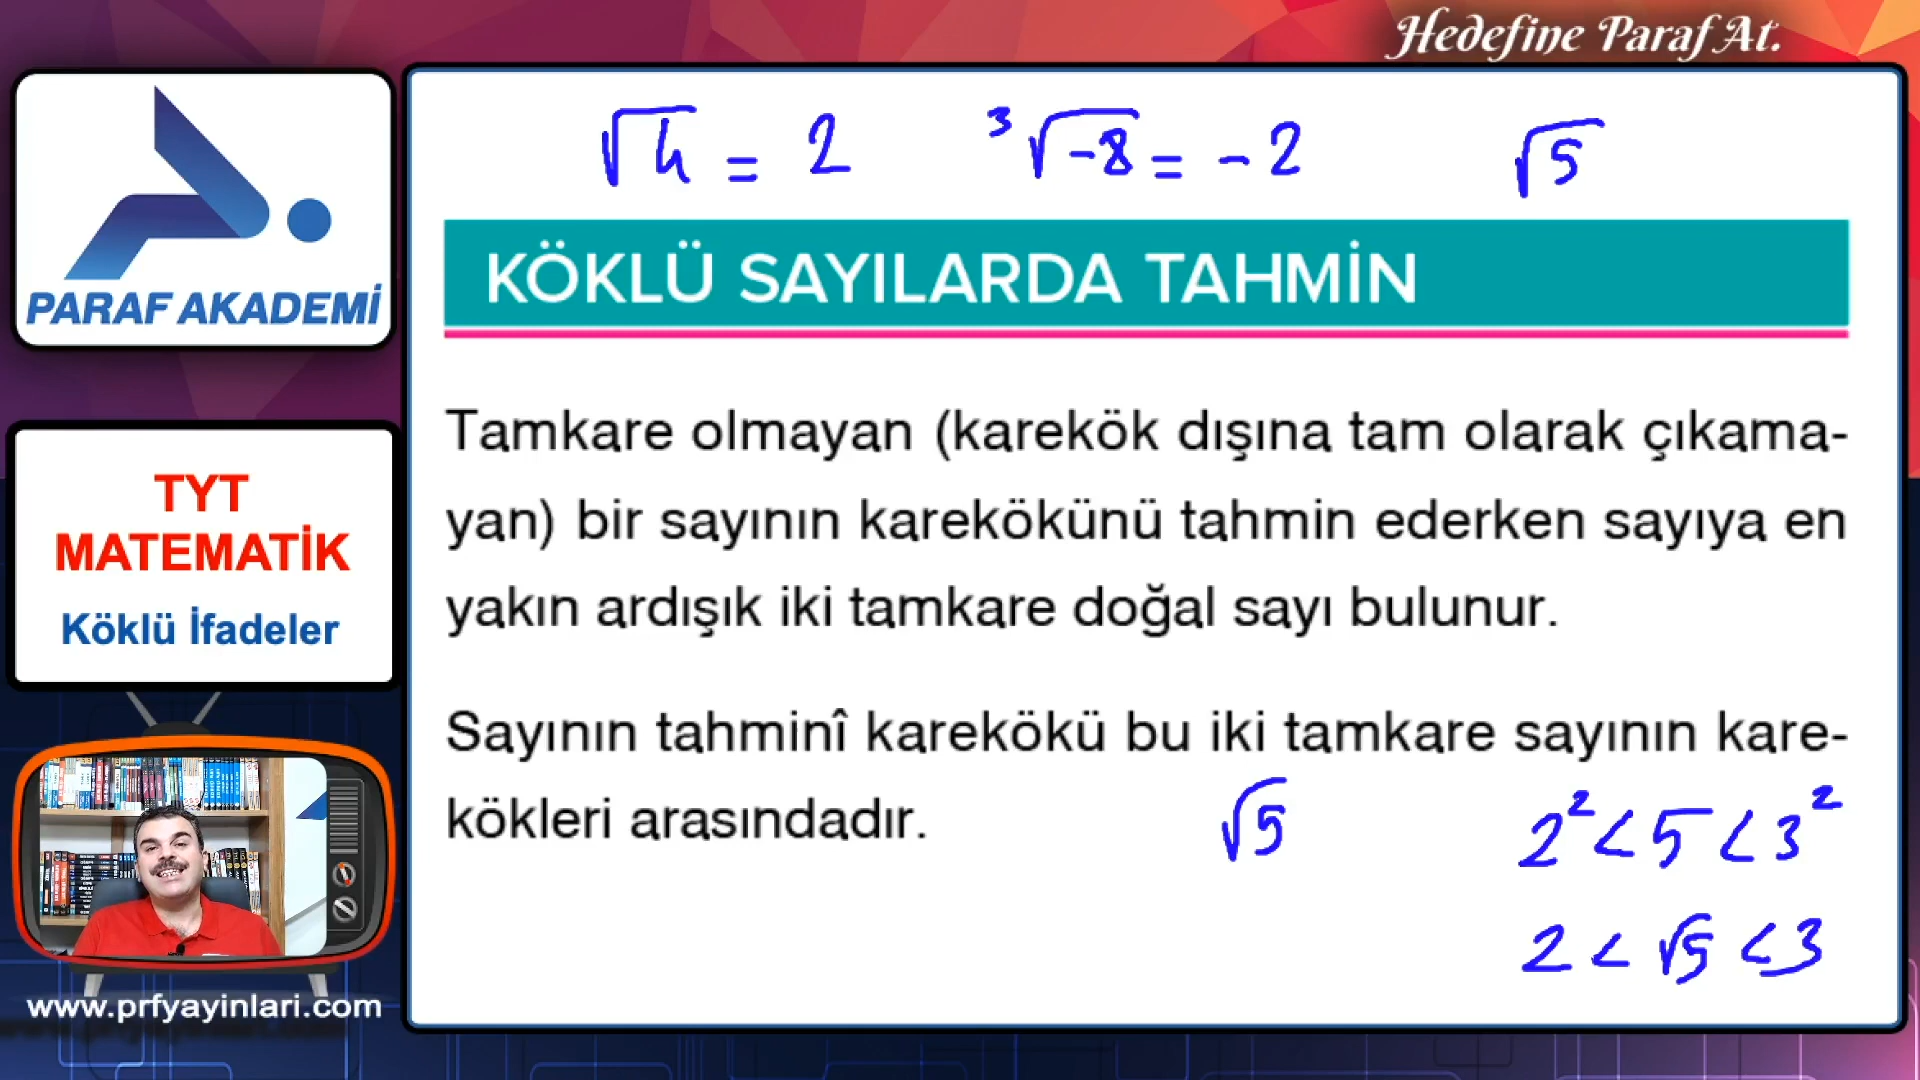 Hedefine Paraf At.
PARAF AKADEMİ
TYT
MATEMATİK
Köklü İfadeler
www.prfyayinlari.com
√4 = 2 ³√-8 = -2 √5
KÖKLÜ SAYILARDA TAHMİN
Tamkare olmayan (karekök dışına tam olarak çıkama-
yan) bir sayının karekökünü tahmin ederken sayıya en
yakın ardışık iki tamkare doğal sayı bulunur.
Sayının tahminî karekökü bu iki tamkare sayının kare-
kökleri arasındadır.
√5 2² < 5 < 3²
2 < √5 < 3